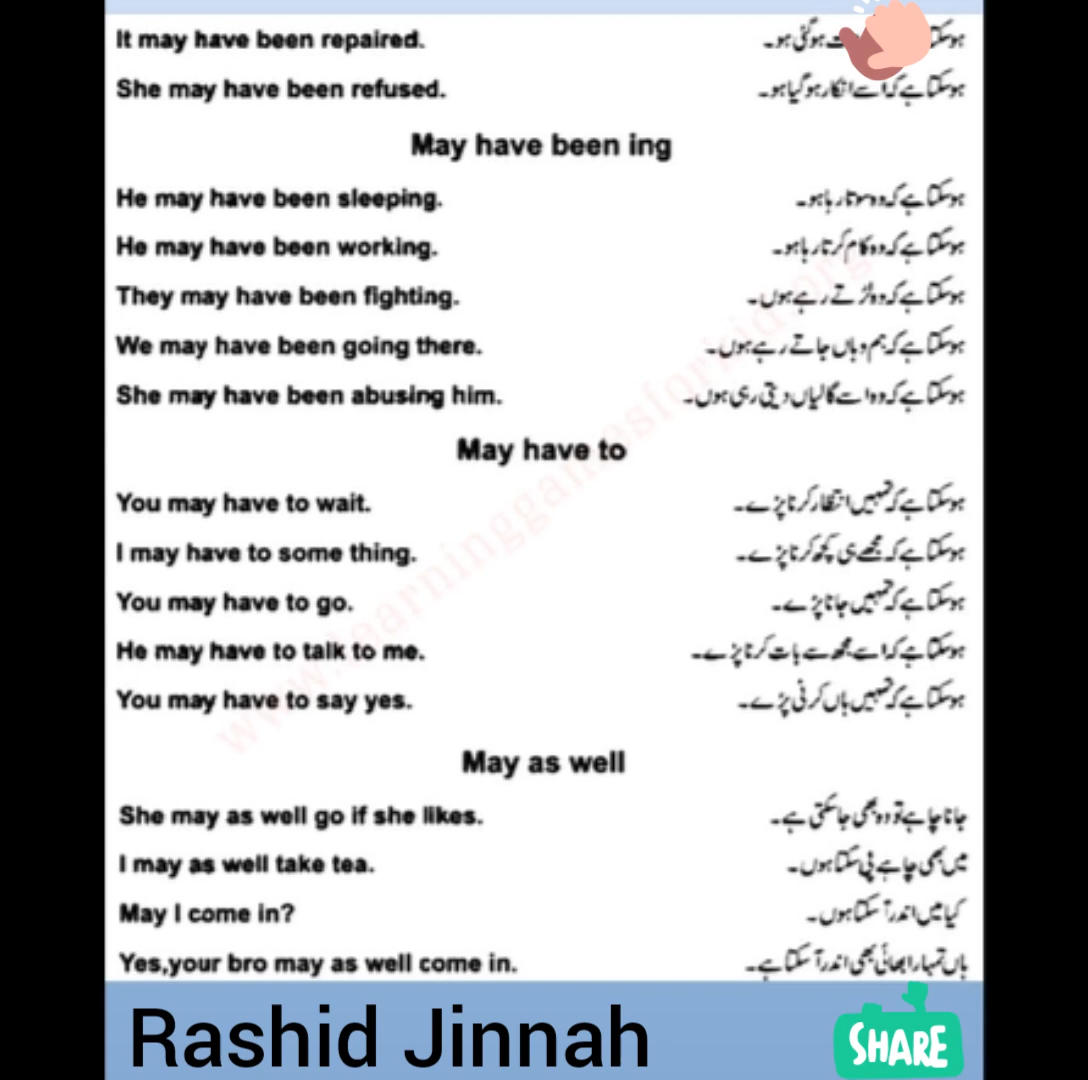 It may have been repaired. ہوسکتا ہوگئی ہو۔
She may have been refused. ہوسکتا ہے کہ اسے انکار ہوگیا ہو۔
May have been ing
He may have been sleeping. ہوسکتا ہے کہ وہ سوتا رہا ہو۔
He may have been working. ہوسکتا ہے کہ وہ کام کرتا رہا ہو۔
They may have been fighting. ہوسکتا ہے کہ وہ لڑتے رہے ہوں۔
We may have been going there. ہوسکتا ہے کہ ہم وہاں جاتے رہے ہوں۔
She may have been abusing him. ہوسکتا ہے کہ وہ اسے گالیاں دیتی رہی ہوں۔
May have to
You may have to wait. ہوسکتا ہے کہ تمہیں انتظار کرنا پڑے۔
I may have to some thing. ہوسکتا ہے کہ مجھے ہی کچھ کرنا پڑے۔
You may have to go. ہوسکتا ہے کہ تمہیں جانا پڑے۔
He may have to talk to me. ہوسکتا ہے کہ اسے مجھ سے بات کرنا پڑے۔
You may have to say yes. ہوسکتا ہے کہ تمہیں ہاں کرنی پڑے۔
May as well
She may as well go if she likes. جانا چاہے تو وہ بھی جاسکتی ہے۔
I may as well take tea. میں بھی چاہے پی سکتا ہوں۔
May I come in? کیا میں اندر آ سکتا ہوں۔
Yes,your bro may as well come in. ہاں تمہارا بھائی بھی اندر آ سکتا ہے۔
Rashid Jinnah
SHARE